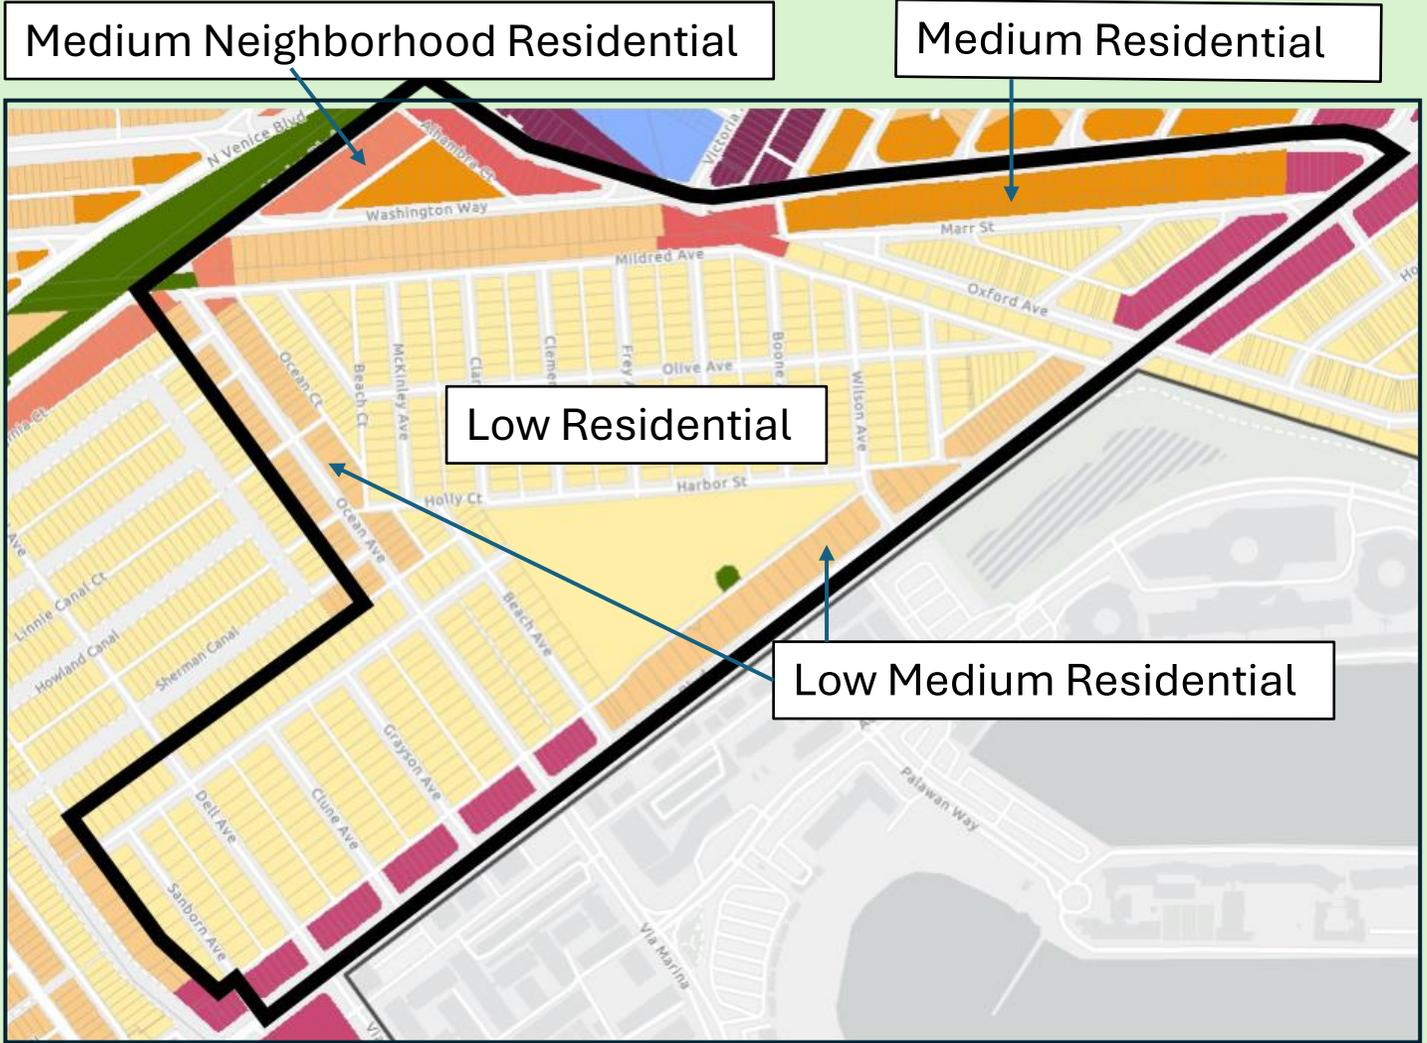 Medium Neighborhood Residential
Medium Residential
N Venice Blvd
Alhambra Ct
Victoria
Washington Way
Marr St
Mildred Ave
Oxford Ave
Ocean Ct
Beach Ct
McKinley Ave
Clar
Clemen
Frey A
Olive Ave
Boone
Wilson Ave
Low Residential
Holly Ct
Harbor St
Ocean Ave
Ave
Linnie Canal Ct
Howland Canal
Sherman Canal
Beach Ave
Low Medium Residential
Grayson Ave
Dell Ave
Clune Ave
Palawan Way
Sanborn Ave
Via Marina